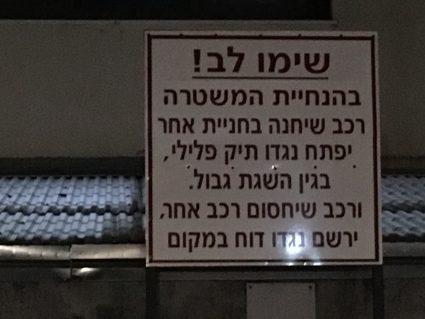 שימו לב!
בהנחיית המשטרה
רכב שיחנה בחניית אחר
יפתח נגדו תיק פלילי,
בגין השגת גבול.
ורכב שיחסום רכב אחר,
ירשם נגדו דוח במקום